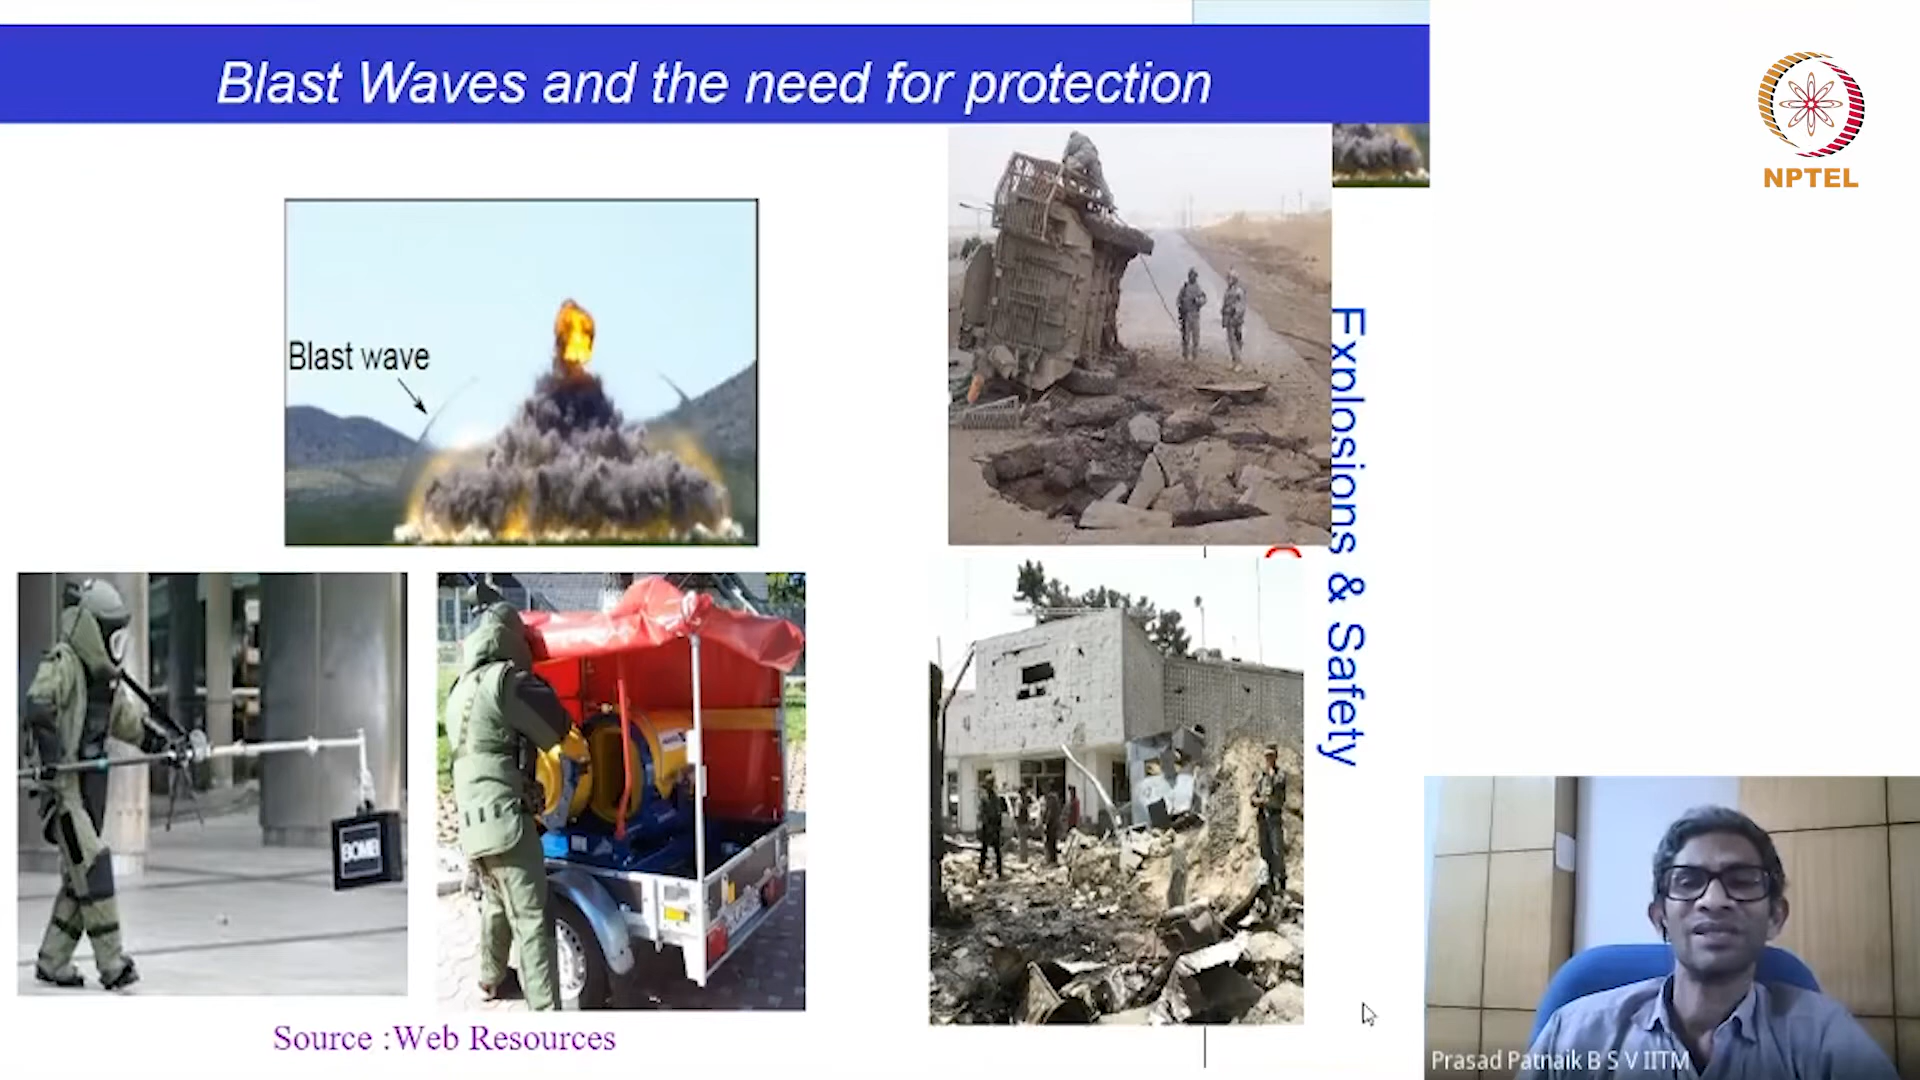 Blast Waves and the need for protection
NPTEL
Blast wave
Explosions & Safety
BOMB
Source :Web Resources
Prasad Patnaik B S V IITM